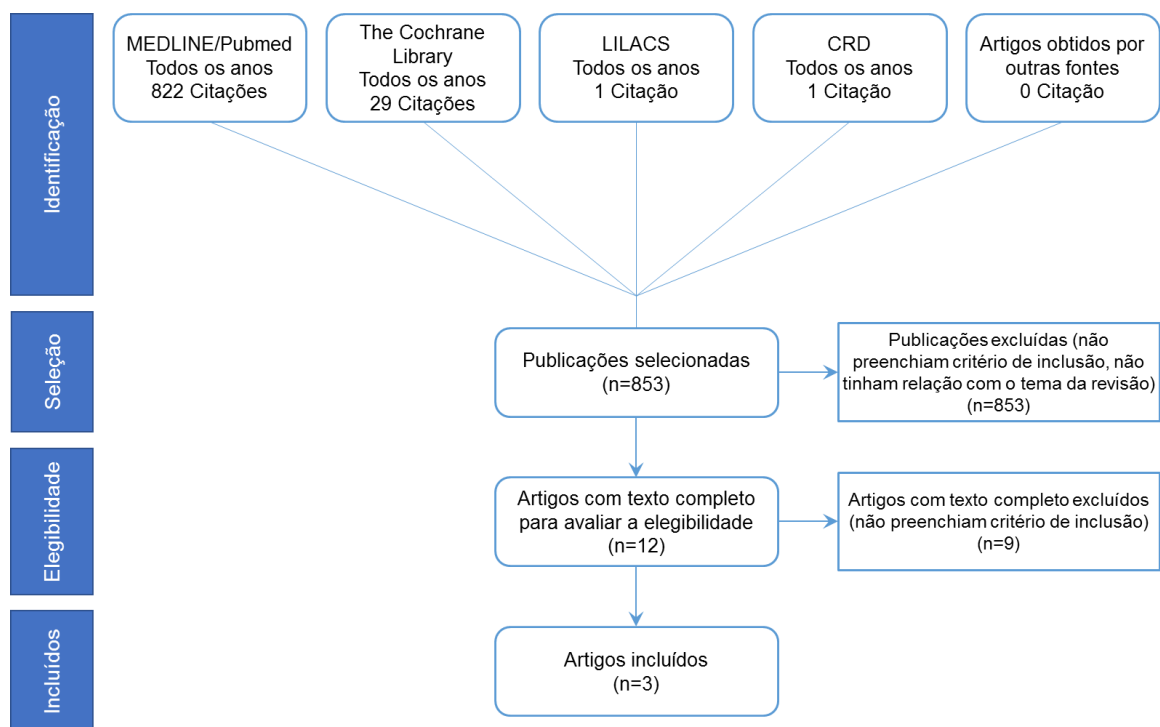 Identificação
MEDLINE/Pubmed
Todos os anos
822 Citações
The Cochrane
Library
Todos os anos
29 Citações
LILACS
Todos os anos
1 Citação
CRD
Todos os anos
1 Citação
Artigos obtidos por
outras fontes
0 Citação
Seleção
Publicações selecionadas
(n=853)
Publicações excluídas (não
preenchiam critério de inclusão, não
tinham relação com o tema da revisão)
(n=853)
Elegibilidade
Artigos com texto completo
para avaliar a elegibilidade
(n=12)
Artigos com texto completo excluídos
(não preenchiam critério de inclusão)
(n=9)
Incluídos
Artigos incluídos
(n=3)